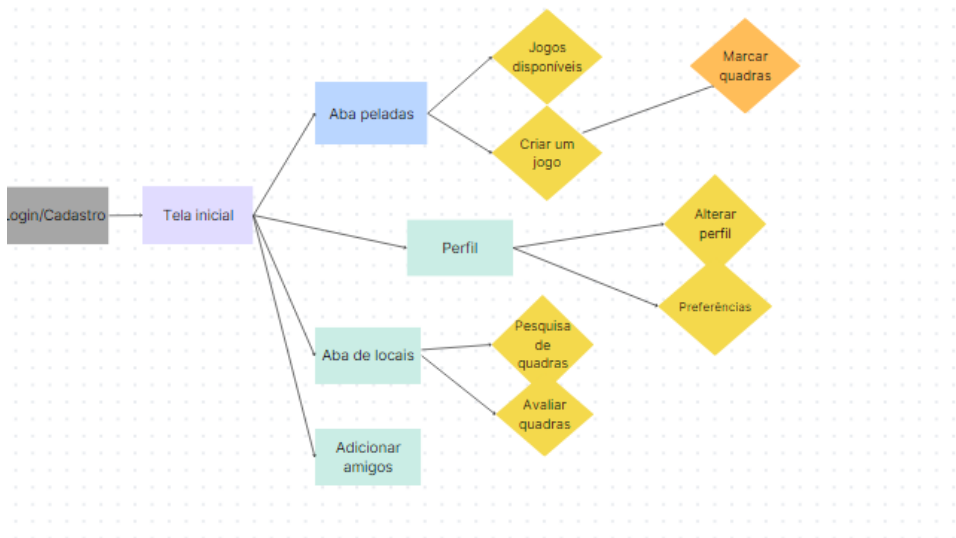 Jogos
disponíveis
Marcar
quadras
Aba peladas
Criar um
jogo
Login/Cadastro
Tela inicial
Alterar
perfil
Perfil
Preferências
Pesquisa
de
quadras
Aba de locais
Avaliar
quadras
Adicionar
amigos